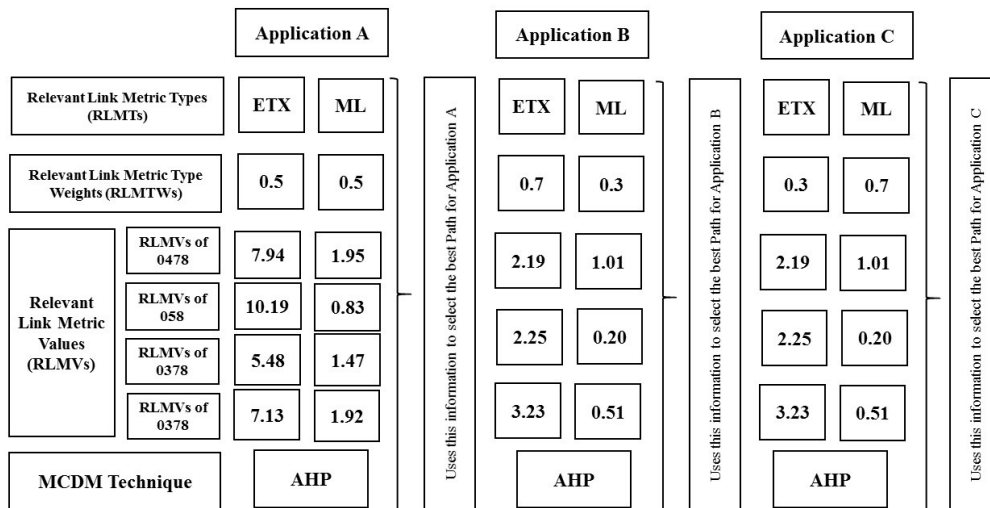 Application A
Application B
Application C
Relevant Link Metric Types
(RLMTs)
ETX
ML
ETX
ML
ETX
ML
Relevant Link Metric Type
Weights (RLMTWs)
0.5
0.5
0.7
0.3
0.3
0.7
Relevant
Link Metric
Values
(RLMVs)
RLMVs of
0478
7.94
1.95
2.19
1.01
2.19
1.01
RLMVs of
058
10.19
0.83
2.25
0.20
2.25
0.20
RLMVs of
0378
5.48
1.47
RLMVs of
0378
7.13
1.92
3.23
0.51
3.23
0.51
MCDM Technique
AHP
AHP
AHP
Uses this information to select the best Path for Application A
Uses this information to select the best Path for Application B
Uses this information to select the best Path for Application C